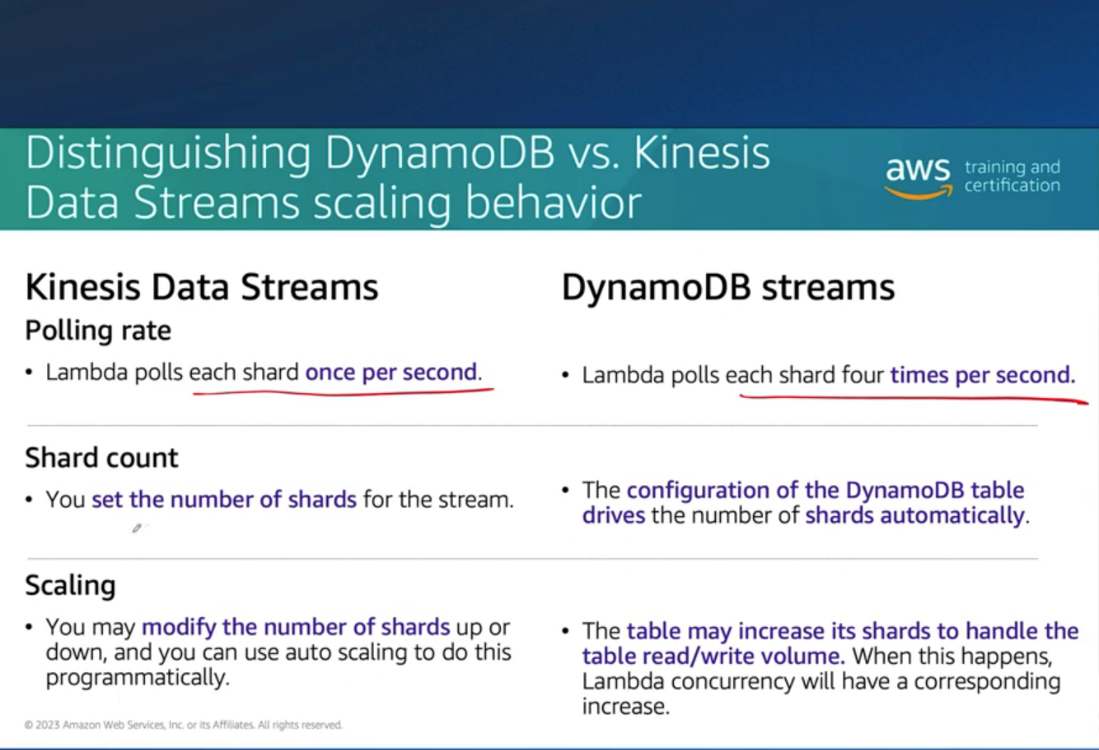 Distinguishing DynamoDB vs. Kinesis
Data Streams scaling behavior
aws
training and
certification
Kinesis Data Streams
Polling rate
• Lambda polls each shard once per second.
Shard count
• You set the number of shards for the stream.
Scaling
• You may modify the number of shards up or
down, and you can use auto scaling to do this
programmatically.
DynamoDB streams
• Lambda polls each shard four times per second.
• The configuration of the DynamoDB table
drives the number of shards automatically.
• The table may increase its shards to handle the
table read/write volume. When this happens,
Lambda concurrency will have a corresponding
increase.
© 2023 Amazon Web Services, Inc. or its Affiliates. All rights reserved.